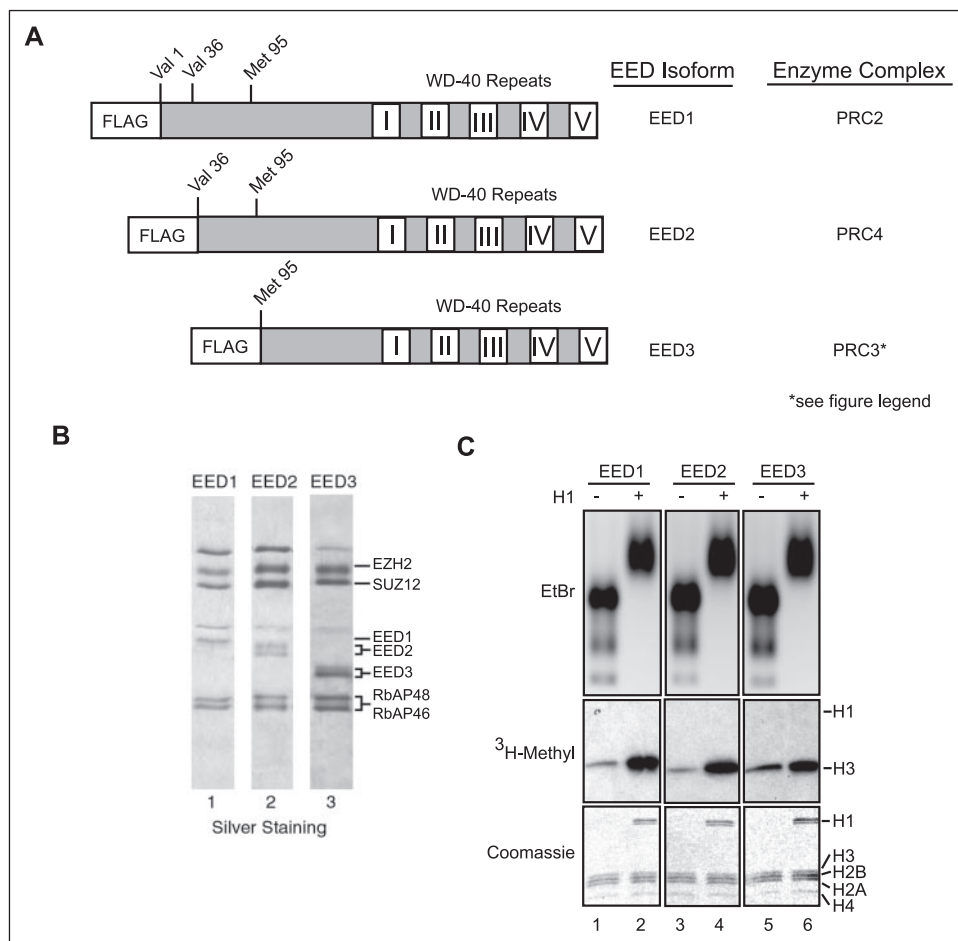 A
Val 1
Val 36
Met 95
WD-40 Repeats
EED Isoform
Enzyme Complex
FLAG
I
II
III
IV
V
EED1
PRC2
Val 36
Met 95
WD-40 Repeats
FLAG
I
II
III
IV
V
EED2
PRC4
Met 95
WD-40 Repeats
FLAG
I
II
III
IV
V
EED3
PRC3*
*see figure legend
B
EED1 EED2 EED3
EZH2
SUZ12
EED1
EED2
EED3
RbAP48
RbAP46
1 2 3
Silver Staining
C
EED1 EED2 EED3
H1 - + - + - +
EtBr
3H-Methyl
H1
H3
Coomassie
H1
H3
H2B
H2A
H4
1 2 3 4 5 6